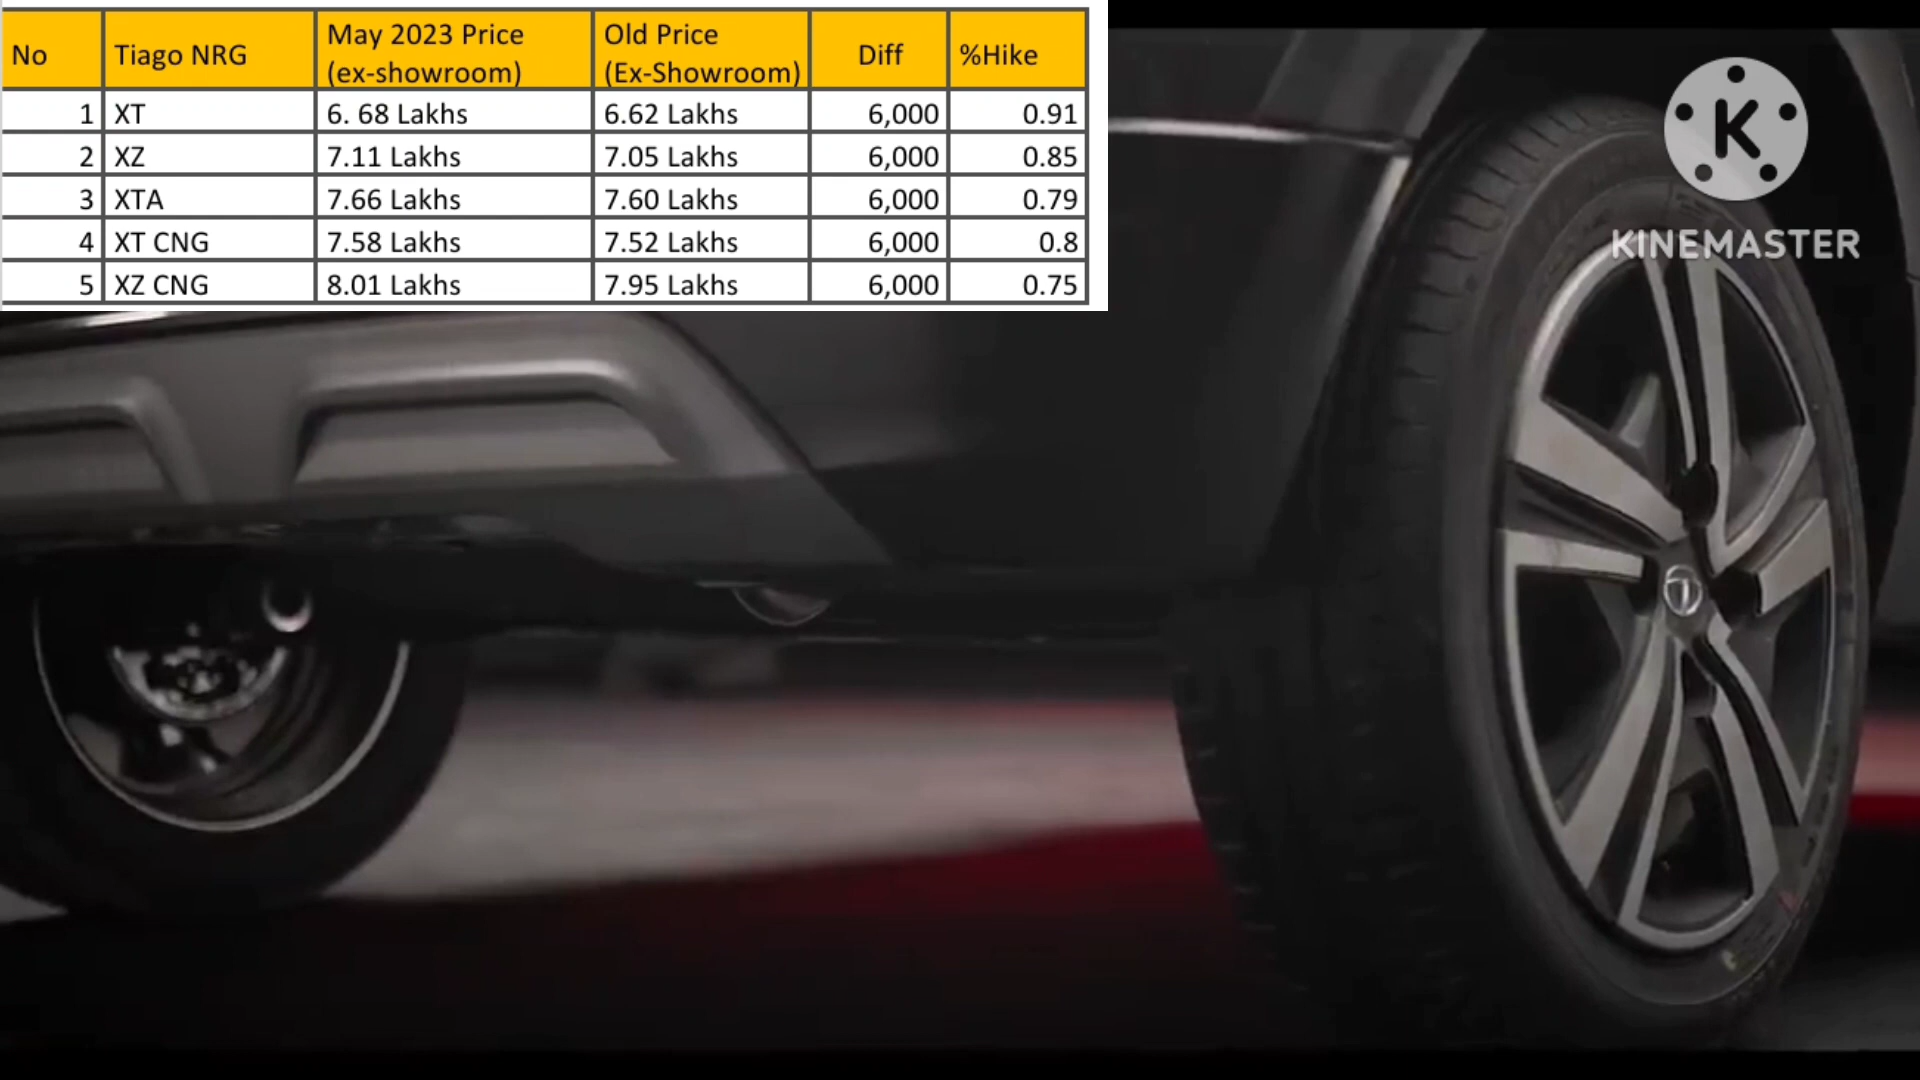 No Tiago NRG May 2023 Price (ex-showroom) Old Price (Ex-Showroom) Diff %Hike
1 XT 6. 68 Lakhs 6.62 Lakhs 6,000 0.91
2 XZ 7.11 Lakhs 7.05 Lakhs 6,000 0.85
3 XTA 7.66 Lakhs 7.60 Lakhs 6,000 0.79
4 XT CNG 7.58 Lakhs 7.52 Lakhs 6,000 0.8
5 XZ CNG 8.01 Lakhs 7.95 Lakhs 6,000 0.75
K
KINEMASTER